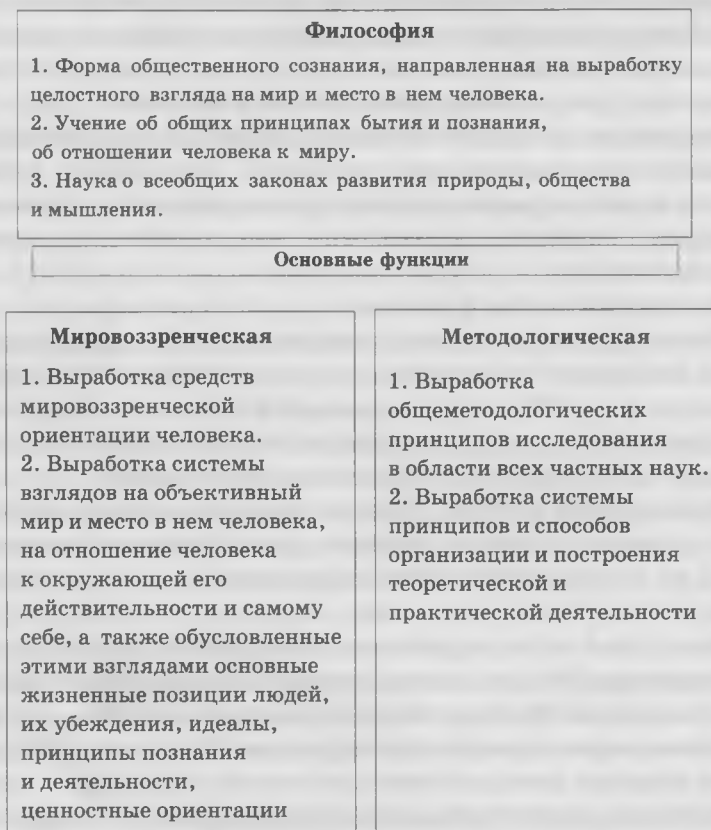 Философия
1. Форма общественного сознания, направленная на выработку
целостного взгляда на мир и место в нем человека.
2. Учение об общих принципах бытия и познания,
об отношении человека к миру.
3. Наука о всеобщих законах развития природы, общества
и мышления.
Основные функции
Мировоззренческая
1. Выработка средств
мировоззренческой
ориентации человека.
2. Выработка системы
взглядов на объективный
мир и место в нем человека,
на отношение человека
к окружающей его
действительности и самому
себе, а также обусловленные
этими взглядами основные
жизненные позиции людей,
их убеждения, идеалы,
принципы познания
и деятельности,
ценностные ориентации
Методологическая
1. Выработка
общеметодологических
принципов исследования
в области всех частных наук.
2. Выработка системы
принципов и способов
организации и построения
теоретической и
практической деятельности